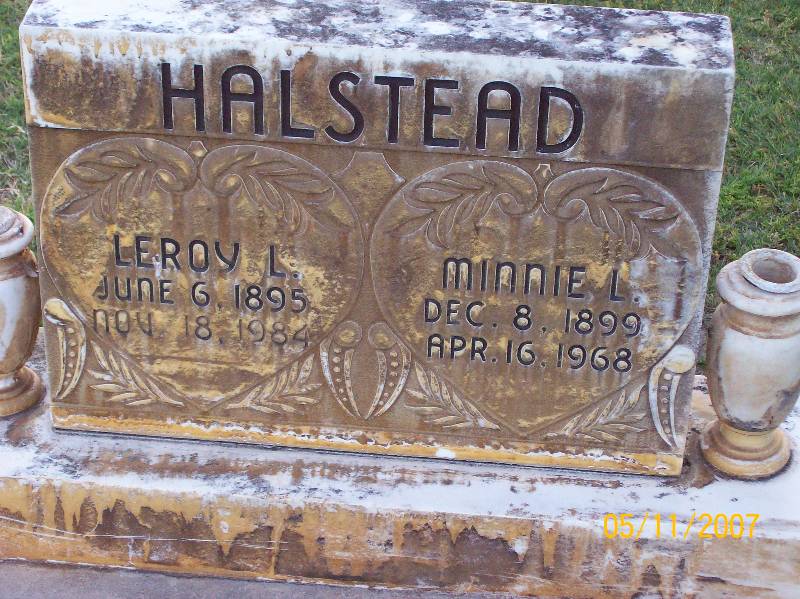 HALSTEAD
LEROY L.
JUNE 6, 1895
NOV. 18, 1984
MINNIE L.
DEC. 8, 1899
APR. 16, 1968
05/11/2007